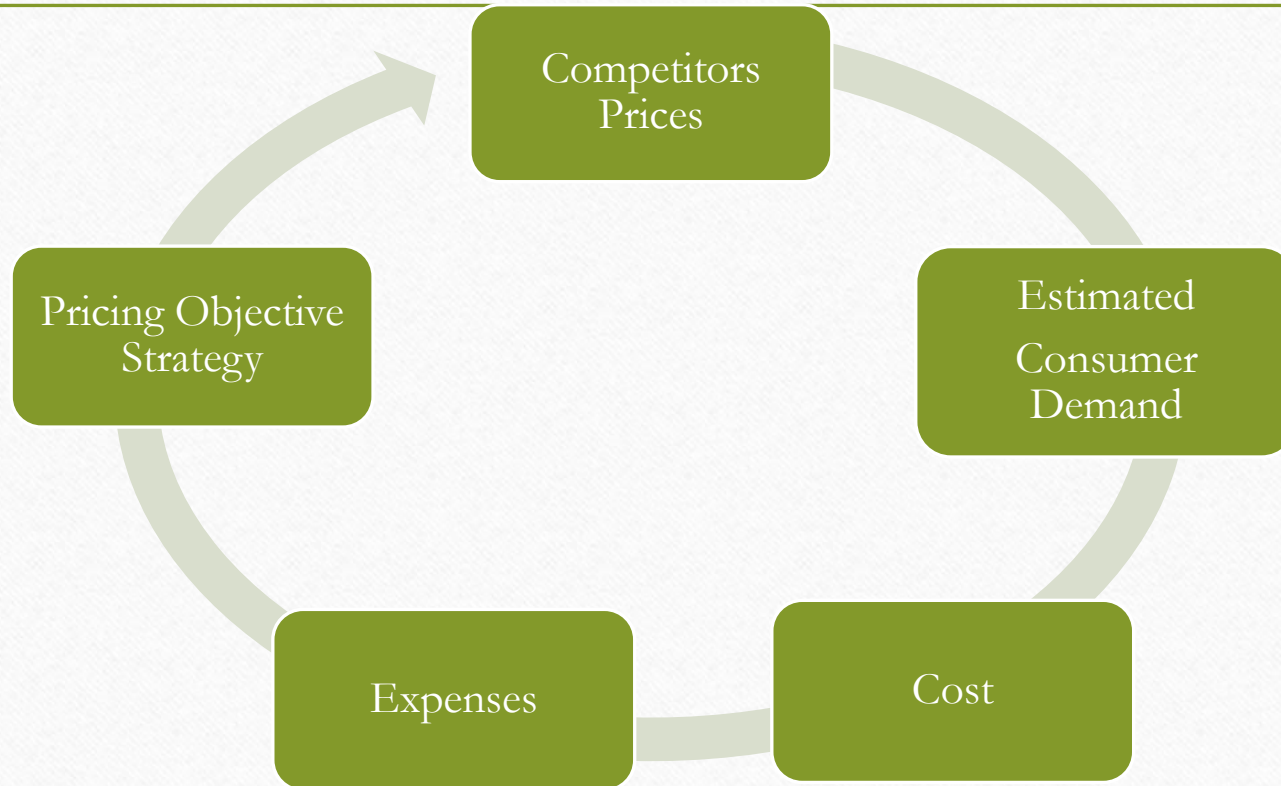 Competitors
Prices
Estimated
Consumer
Demand
Cost
Expenses
Pricing Objective
Strategy